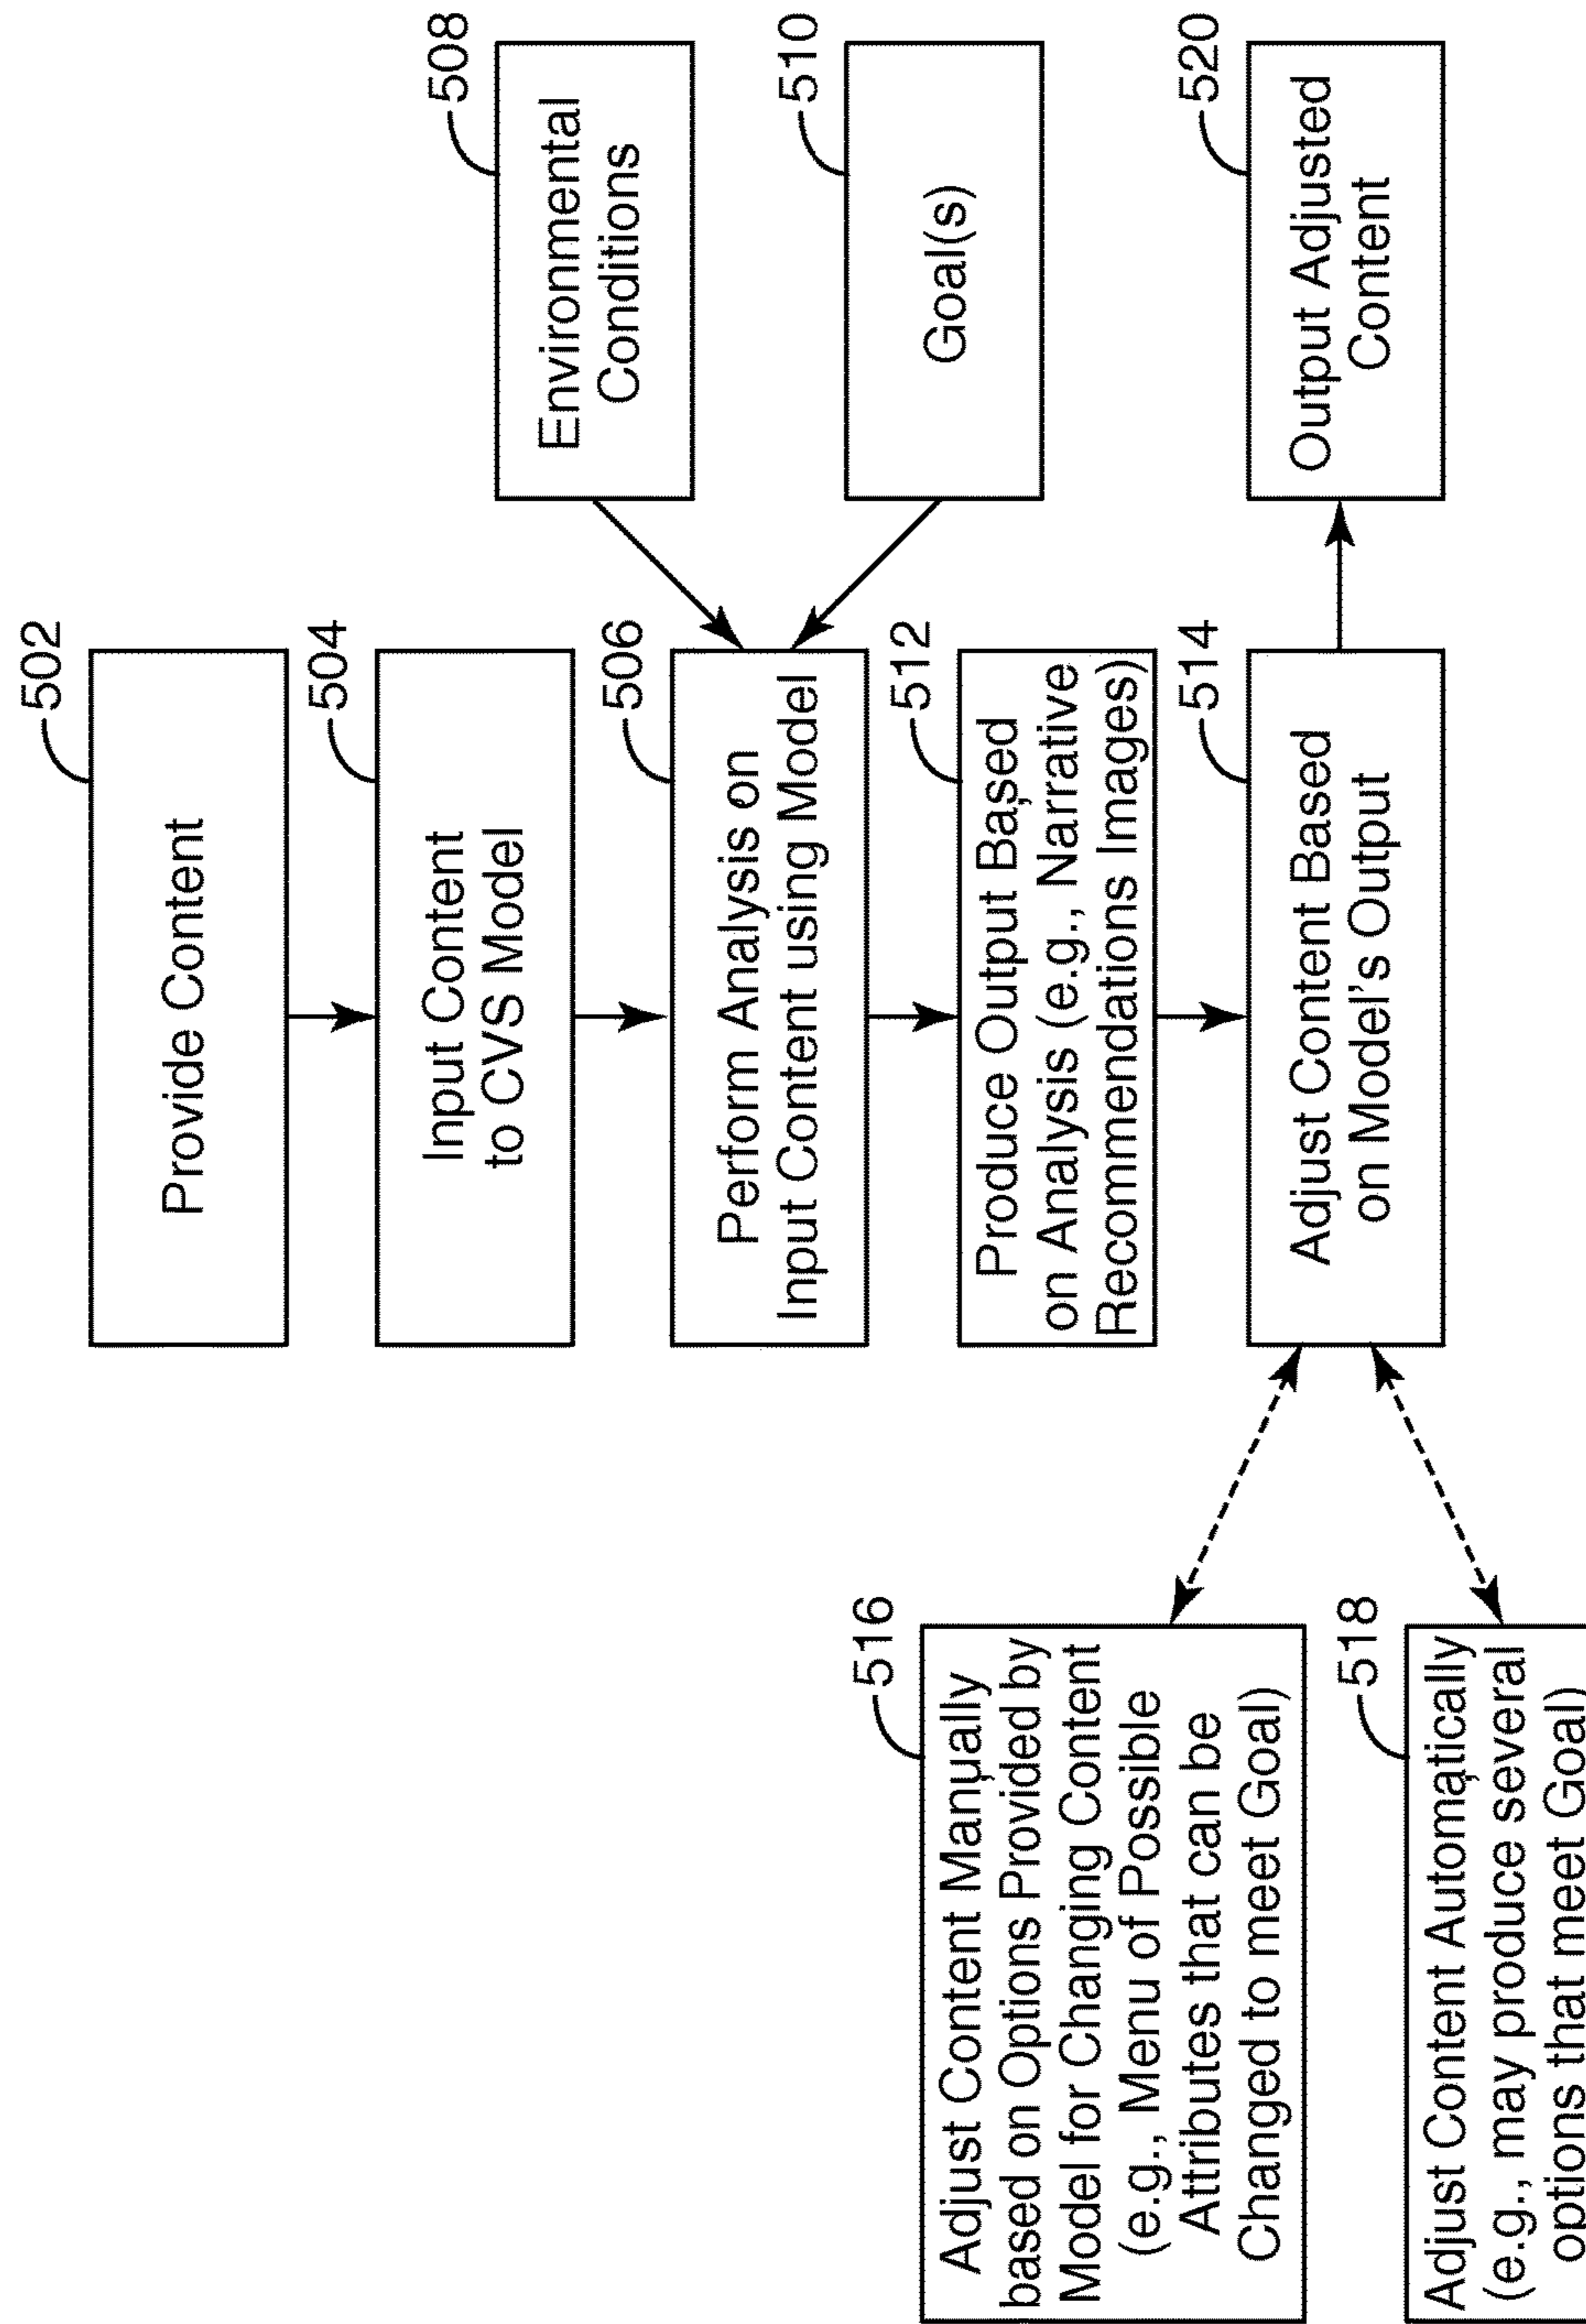 502
Provide Content
504
Input Content
to CVS Model
506
Perform Analysis on
Input Content using Model
508
Environmental
Conditions
510
Goal(s)
512
Produce Output Based
on Analysis (e.g., Narrative
Recommendations Images)
514
Adjust Content Based
on Model's Output
516
Adjust Content Manually
based on Options Provided by
Model for Changing Content
(e.g., Menu of Possible
Attributes that can be
Changed to meet Goal)
518
Adjust Content Automatically
(e.g., may produce several
options that meet Goal)
520
Output Adjusted
Content